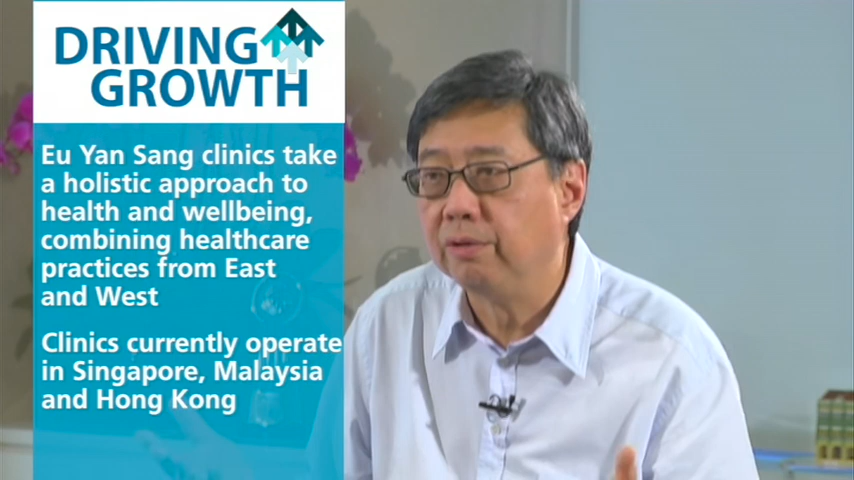 DRIVING
GROWTH
Eu Yan Sang clinics take
a holistic approach to
health and wellbeing,
combining healthcare
practices from East
and West
Clinics currently operate
in Singapore, Malaysia
and Hong Kong